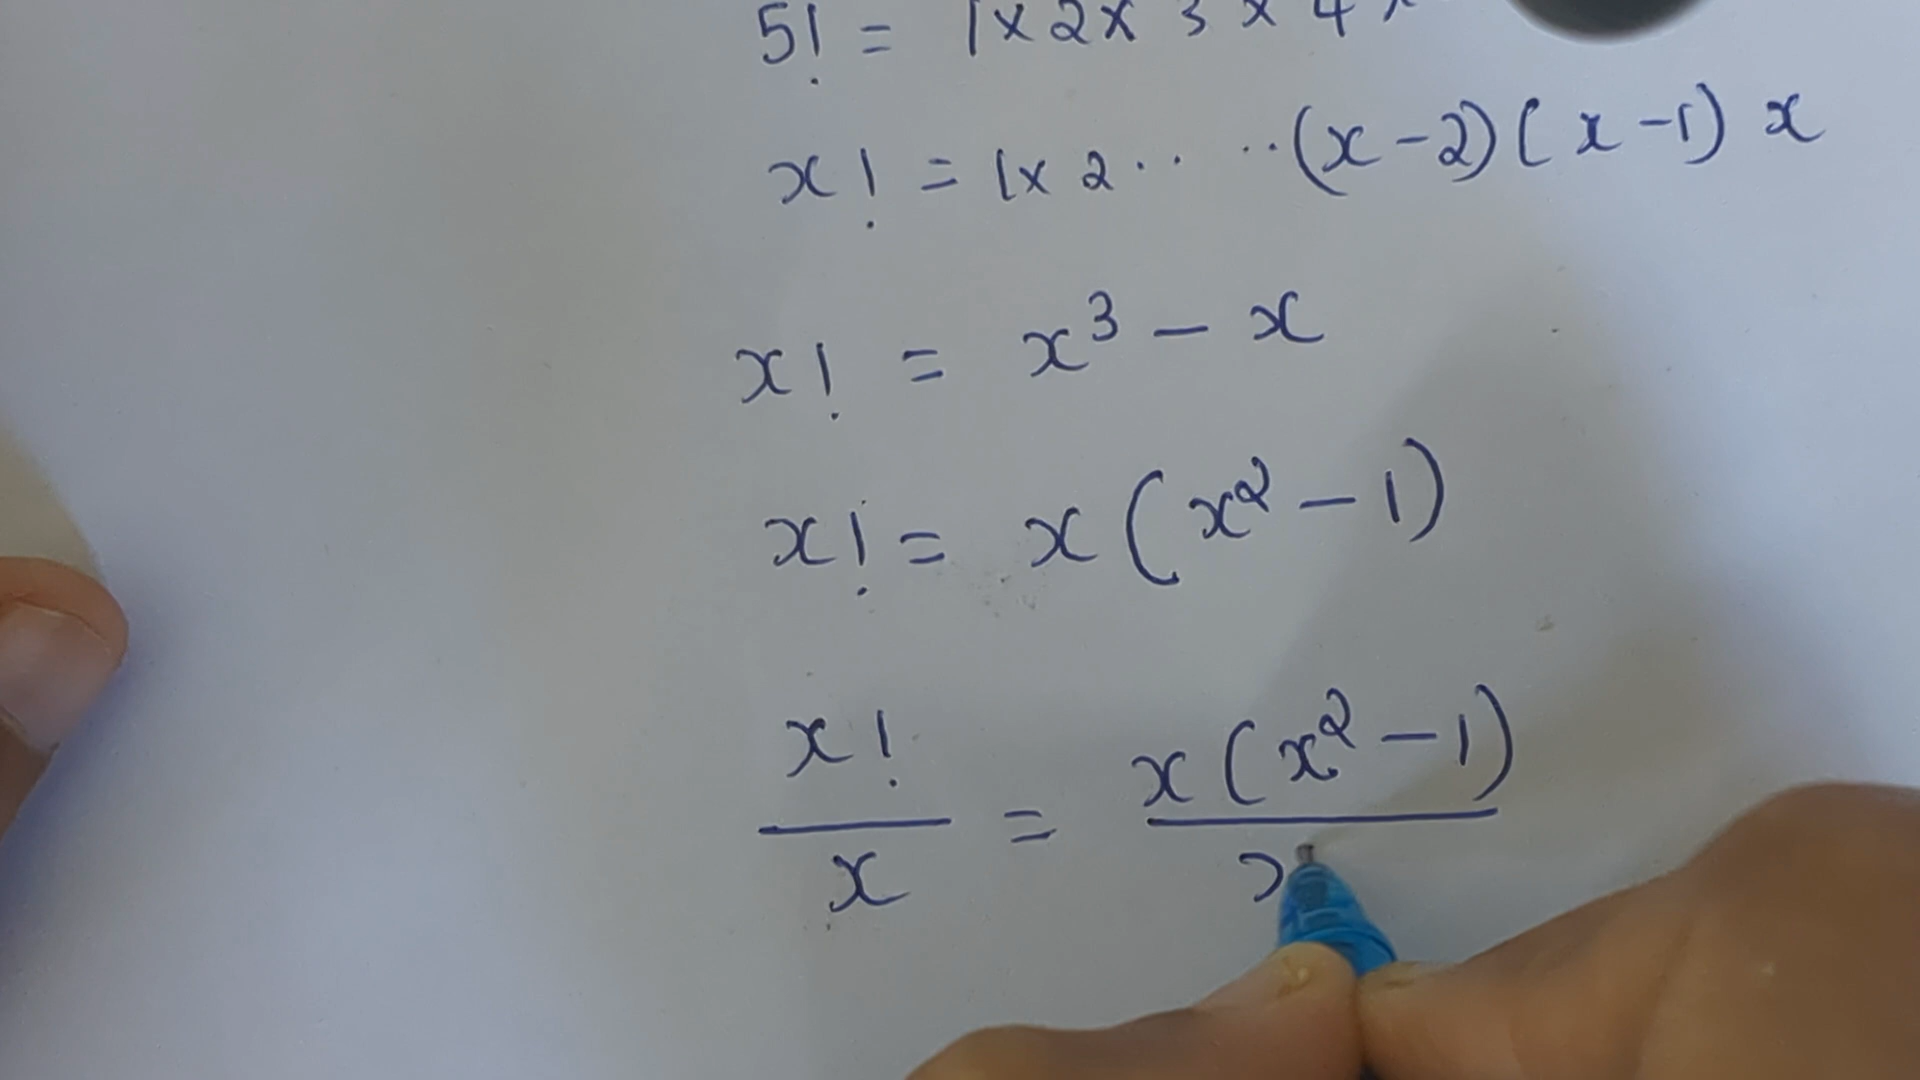 5! = 1 x 2 x 3 x 4 x
x! = 1 x 2 .. ..(x-2)(x-1) x
x! = x³ - x
x! = x(x² - 1)
x!/x = x(x² - 1)/x